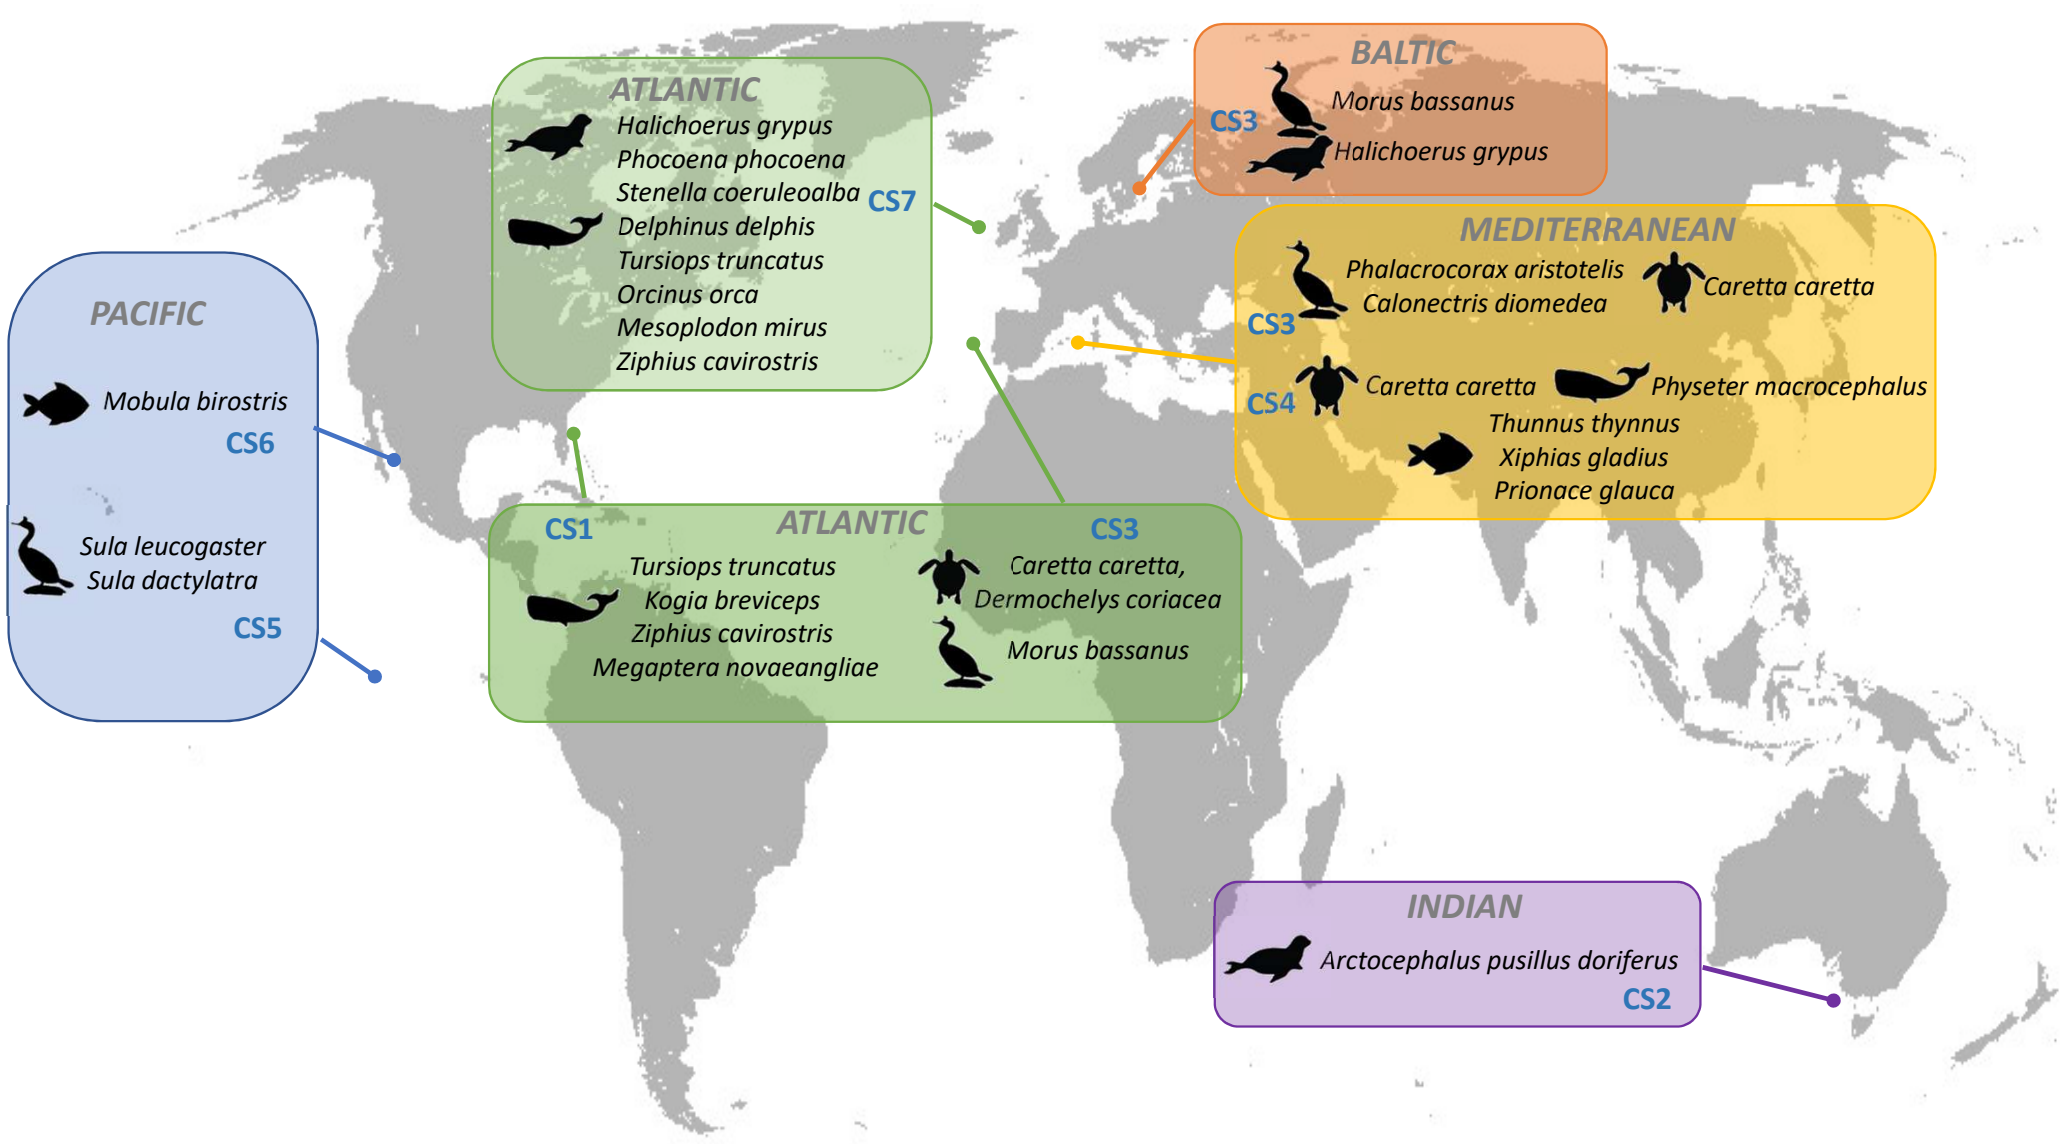 ATLANTIC
Halichoerus grypus
Phocoena phocoena
Stenella coeruleoalba
CS7
Delphinus delphis
Tursiops truncatus
Orcinus orca
Mesoplodon mirus
Ziphius cavirostris
BALTIC
Morus bassanus
CS3
Halichoerus grypus
MEDITERRANEAN
Phalacrocorax aristotelis
Calonectris diomedea
Caretta caretta
CS3
CS4
Caretta caretta
Physeter macrocephalus
Thunnus thynnus
Xiphias gladius
Prionace glauca
PACIFIC
Mobula birostris
CS6
Sula leucogaster
Sula dactylatra
CS5
ATLANTIC
CS1
Tursiops truncatus
Kogia breviceps
Ziphius cavirostris
Megaptera novaeangliae
CS3
Caretta caretta,
Dermochelys coriacea
Morus bassanus
INDIAN
Arctocephalus pusillus doriferus
CS2